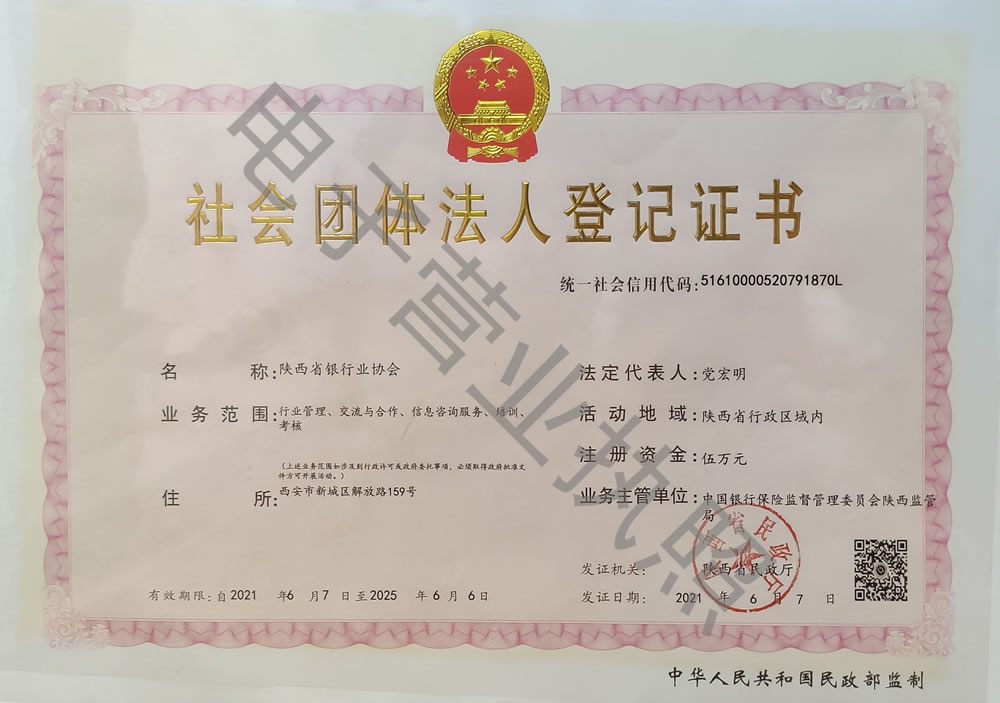 社会团体法人登记证书
统一社会信用代码:51610000520791870L
名称:陕西省银行业协会
法定代表人:党宏明
业务范围:行业管理、交流与合作、信息咨询服务、培训、
考核
(上述业务范围如涉及到行政许可或政府委托事项,必须取得政府批准文
件方可开展活动。)
活动地域:陕西省行政区域内
注册资金:伍万元
住所:西安市新城区解放路159号
业务主管单位:中国银行保险监督管理委员会陕西监管
局
发证机关:陕西省民政厅
有效期限:自2021年6月7日至2025年6月6日
发证日期:2021年6月7日
中华人民共和国民政部监制
电子营业执照